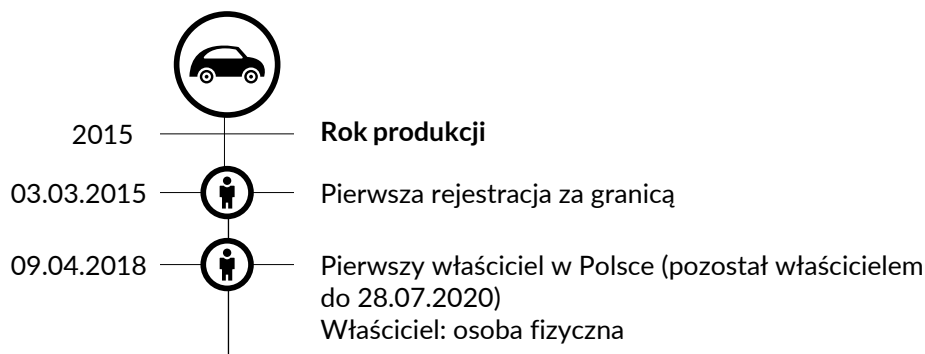 2015 Rok produkcji
03.03.2015 Pierwsza rejestracja za granicą
09.04.2018 Pierwszy właściciel w Polsce (pozostał właścicielem
do 28.07.2020)
Właściciel: osoba fizyczna